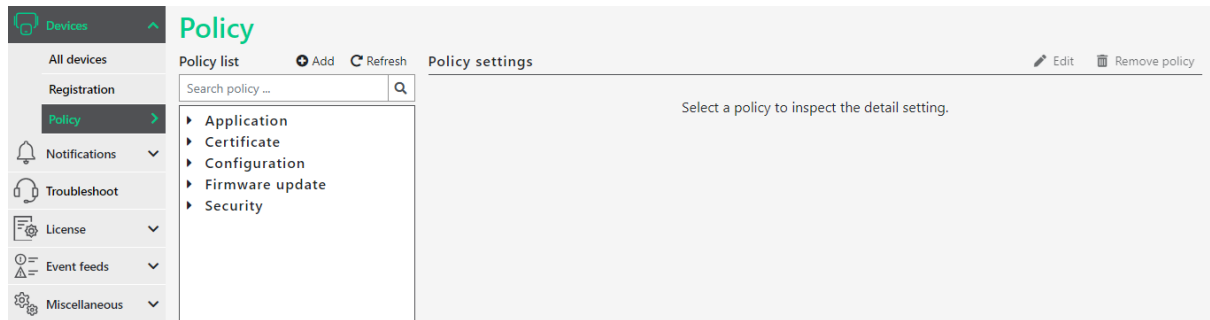 Devices
All devices
Registration
Policy
Notifications
Troubleshoot
License
Event feeds
Miscellaneous
Policy
Policy list
Add
Refresh
Search policy ...
Application
Certificate
Configuration
Firmware update
Security
Policy settings
Edit
Remove policy
Select a policy to inspect the detail setting.